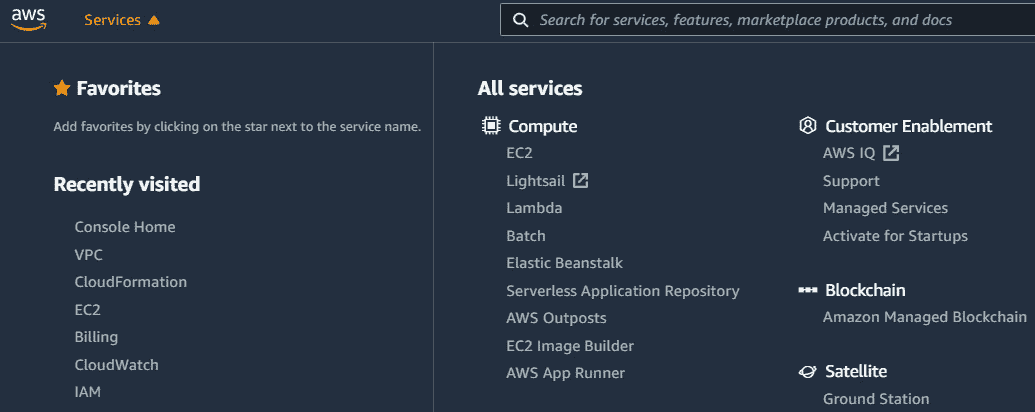 aws
Services
Search for services, features, marketplace products, and docs
Favorites
Add favorites by clicking on the star next to the service name.
Recently visited
Console Home
VPC
CloudFormation
EC2
Billing
CloudWatch
IAM
All services
Compute
EC2
Lightsail
Lambda
Batch
Elastic Beanstalk
Serverless Application Repository
AWS Outposts
EC2 Image Builder
AWS App Runner
Customer Enablement
AWS IQ
Support
Managed Services
Activate for Startups
Blockchain
Amazon Managed Blockchain
Satellite
Ground Station